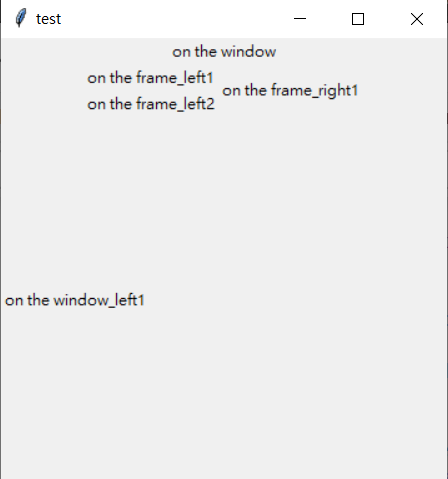 test
on the window
on the frame_left1
on the frame_left2
on the frame_right1
on the window_left1